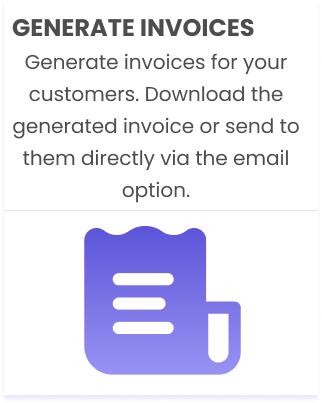 GENERATE INVOICES
Generate invoices for your
customers. Download the
generated invoice or send to
them directly via the email
option.